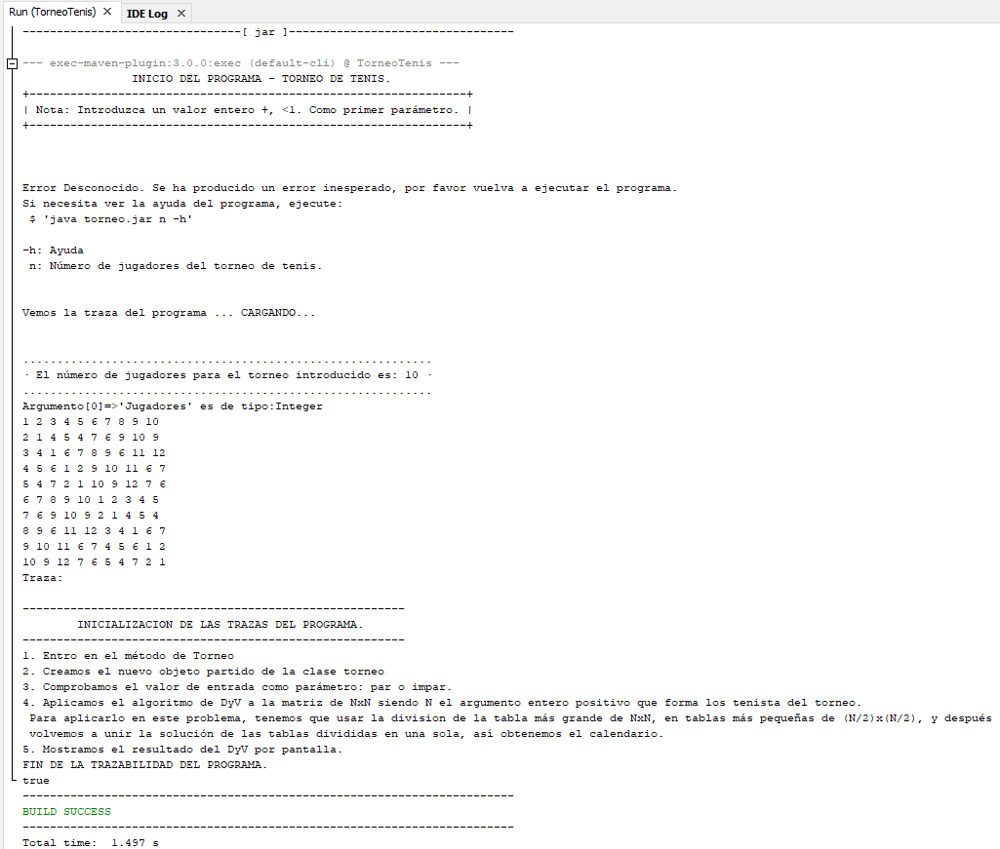 Run (TorneoTenis) ×
IDE Log ×
--------------------------------[ jar ]---------------------------------
--- exec-maven-plugin:3.0.0:exec (default-cli) @ TorneoTenis ---
INICIO DEL PROGRAMA - TORNEO DE TENIS.
+----------------------------------------------------------------+
| Nota: Introduzca un valor entero +, <1. Como primer parámetro. |
+----------------------------------------------------------------+
Error Desconocido. Se ha producido un error inesperado, por favor vuelva a ejecutar el programa.
Si necesita ver la ayuda del programa, ejecute:
$ 'java torneo.jar n -h'
-h: Ayuda
n: Número de jugadores del torneo de tenis.
Vemos la traza del programa ... CARGANDO...
............................................................
· El número de jugadores para el torneo introducido es: 10 ·
............................................................
Argumento[0]=>'Jugadores' es de tipo:Integer
1 2 3 4 5 6 7 8 9 10
2 1 4 5 4 7 6 9 10 9
3 4 1 6 7 8 9 6 11 12
4 5 6 1 2 9 10 11 6 7
5 4 7 2 1 10 9 12 7 6
6 7 8 9 10 1 2 3 4 5
7 6 9 10 9 2 1 4 5 4
8 9 6 11 12 3 4 1 6 7
9 10 11 6 7 4 5 6 1 2
10 9 12 7 6 5 4 7 2 1
Traza:
--------------------------------------------------------
INICIALIZACION DE LAS TRAZAS DEL PROGRAMA.
--------------------------------------------------------
1. Entro en el método de Torneo
2. Creamos el nuevo objeto partido de la clase torneo
3. Comprobamos el valor de entrada como parámetro: par o impar.
4. Aplicamos el algoritmo de DyV a la matriz de NxN siendo N el argumento entero positivo que forma los tenista del torneo.
Para aplicarlo en este problema, tenemos que usar la division de la tabla más grande de NxN, en tablas más pequeñas de (N/2)x(N/2), y después
volvemos a unir la solución de las tablas divididas en una sola, así obtenemos el calendario.
5. Mostramos el resultado del DyV por pantalla.
FIN DE LA TRAZABILIDAD DEL PROGRAMA.
true
------------------------------------------------------------------------
BUILD SUCCESS
------------------------------------------------------------------------
Total time:  1.497 s